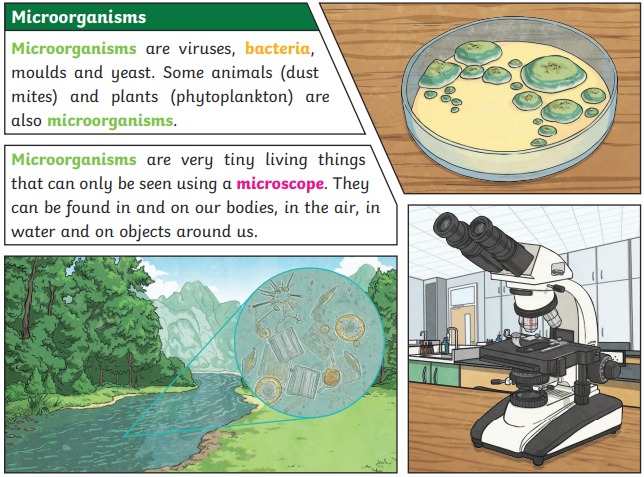 Microorganisms
Microorganisms are viruses, bacteria,
moulds and yeast. Some animals (dust
mites) and plants (phytoplankton) are
also microorganisms.
Microorganisms are very tiny living things
that can only be seen using a microscope. They
can be found in and on our bodies, in the air, in
water and on objects around us.